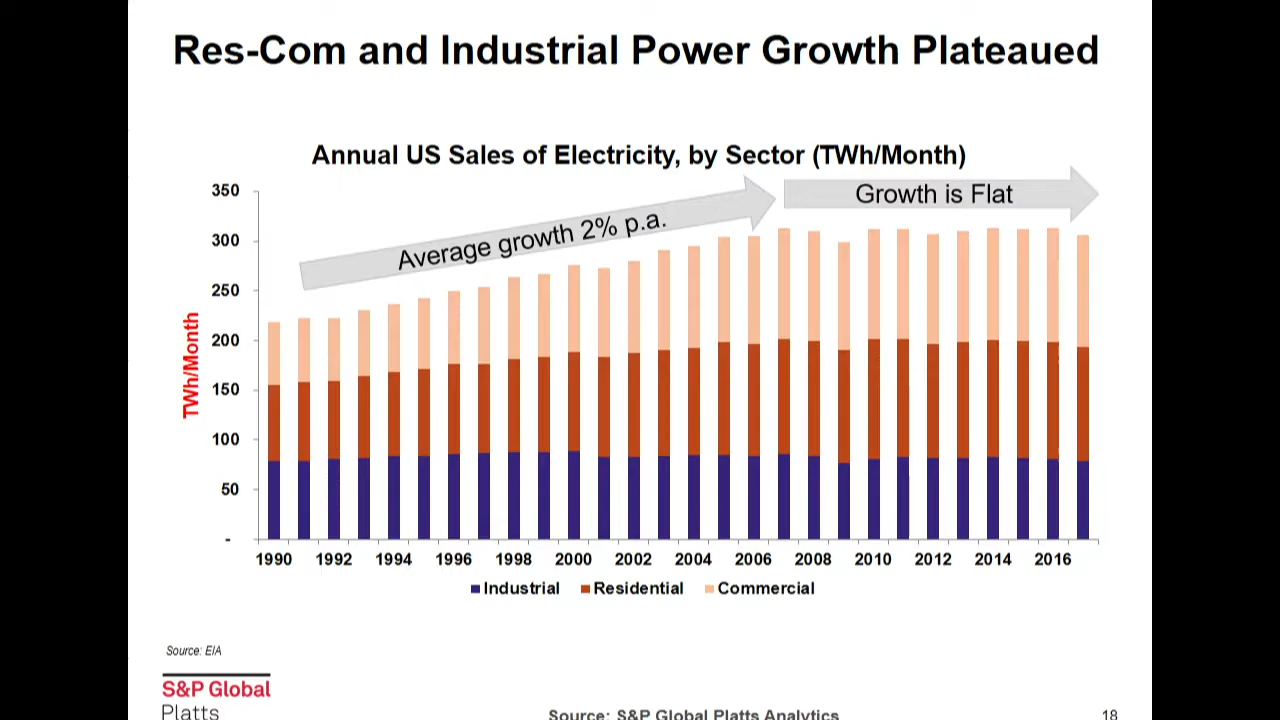 Res-Com and Industrial Power Growth Plateaued
Annual US Sales of Electricity, by Sector (TWh/Month)
Average growth 2% p.a.
Growth is Flat
TWh/Month
350
300
250
200
150
100
50
-
1990 1992 1994 1996 1998 2000 2002 2004 2006 2008 2010 2012 2014 2016
Industrial Residential Commercial
Source: EIA
S&P Global
Platts
Source: S&P Global Platts Analytics
18